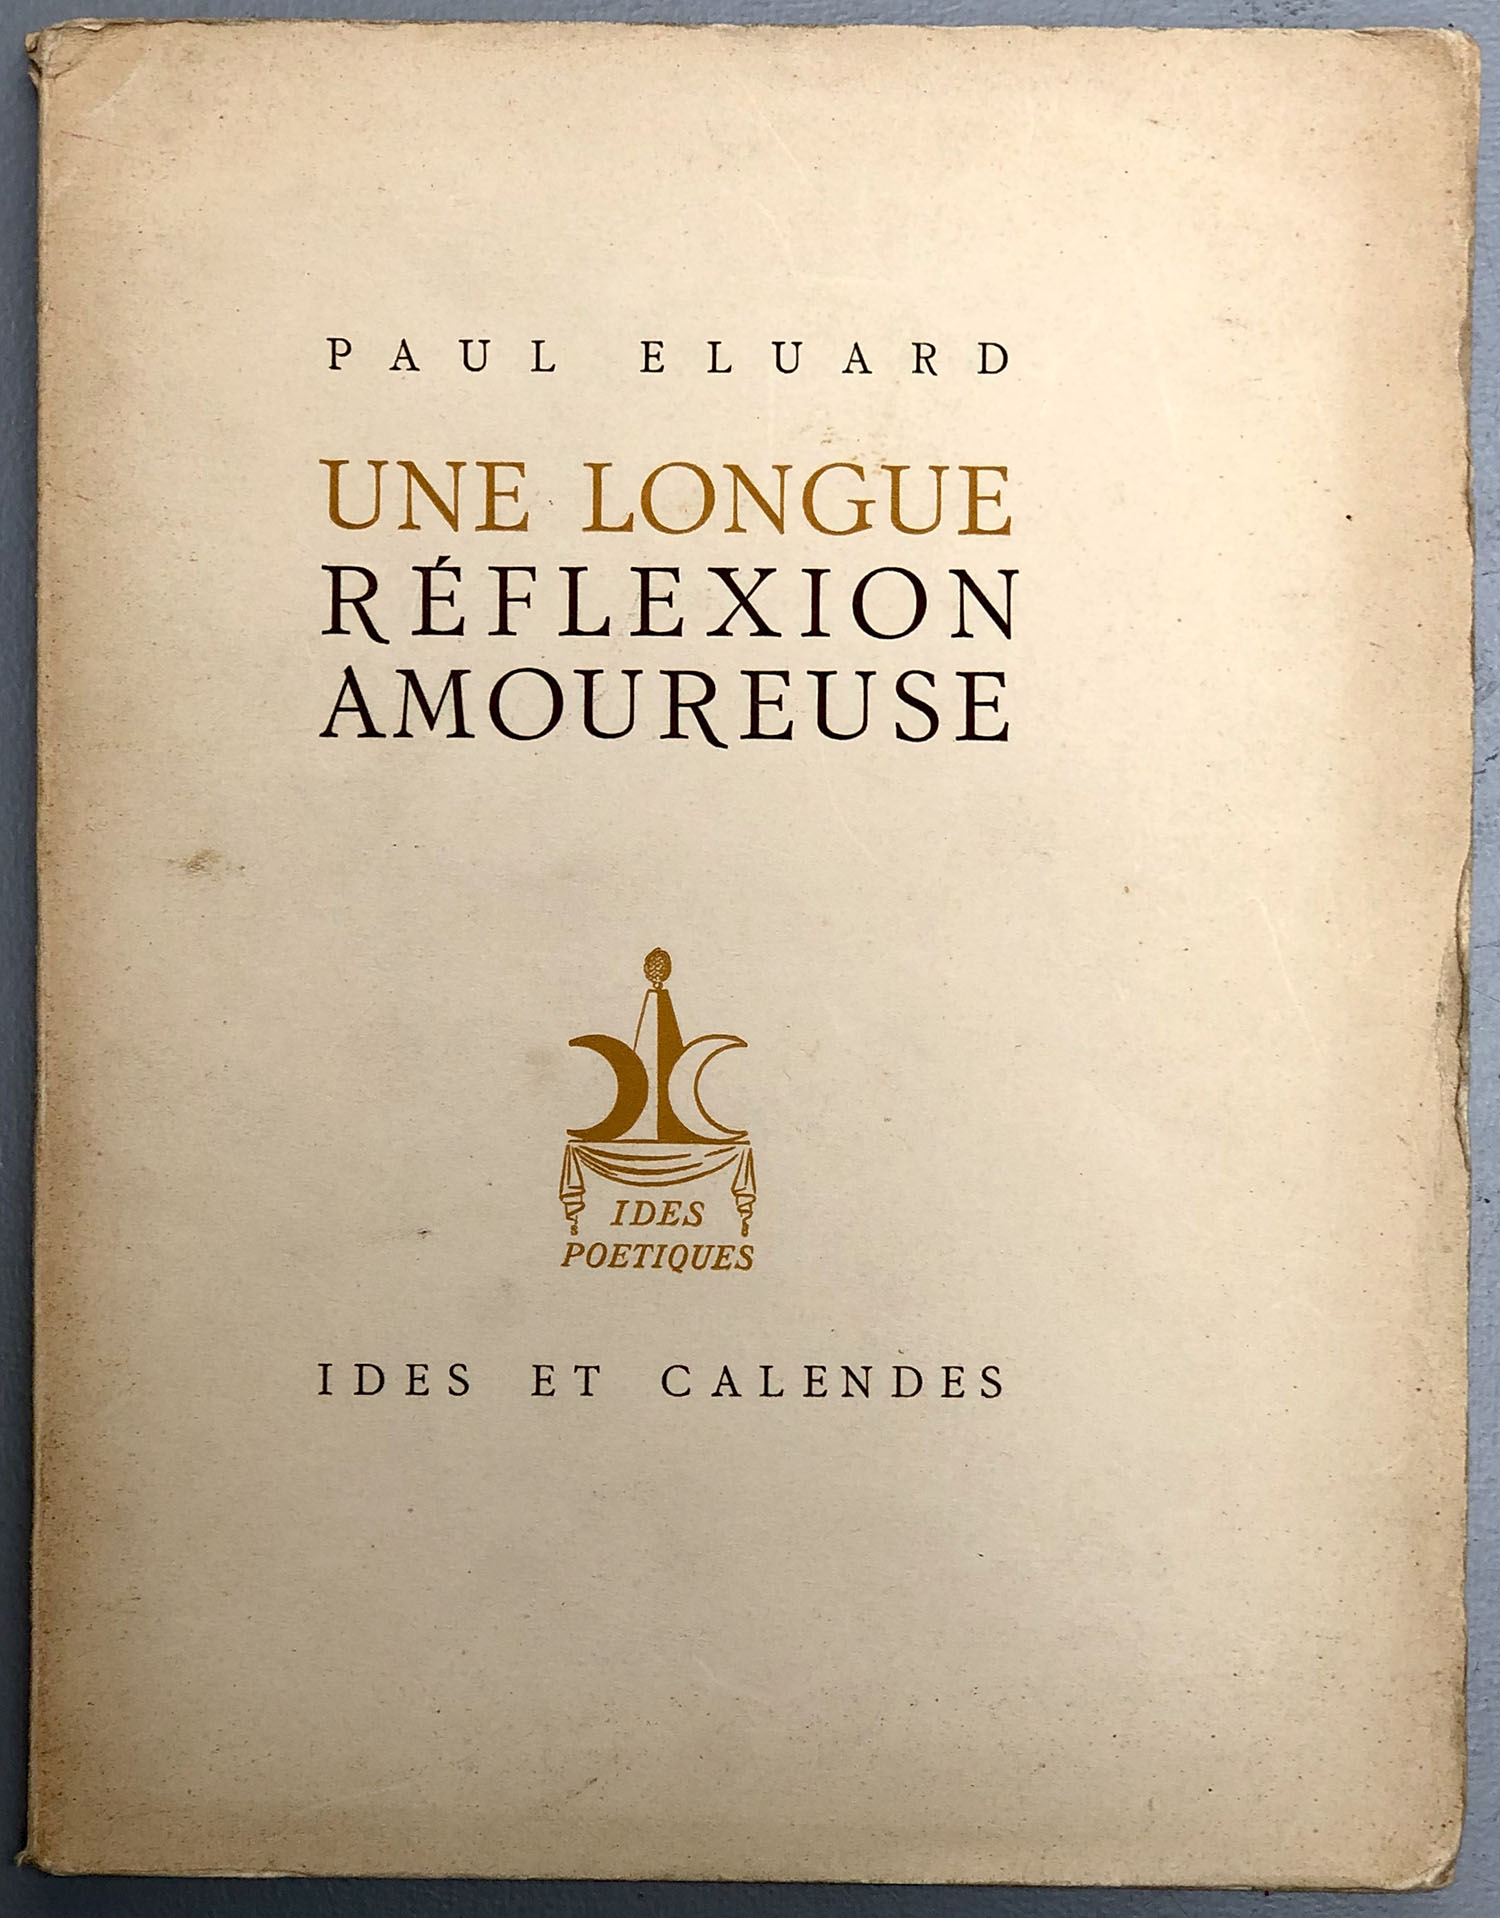 PAUL ELUARD
UNE LONGUE
RÉFLEXION
AMOUREUSE
IDES
POETIQUES
IDES ET CALENDES